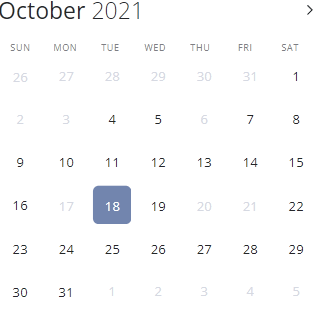 October 2021
SUN MON TUE WED THU FRI SAT
26 27 28 29 30 31 1
2 3 4 5 6 7 8
9 10 11 12 13 14 15
16 17 18 19 20 21 22
23 24 25 26 27 28 29
30 31 1 2 3 4 5